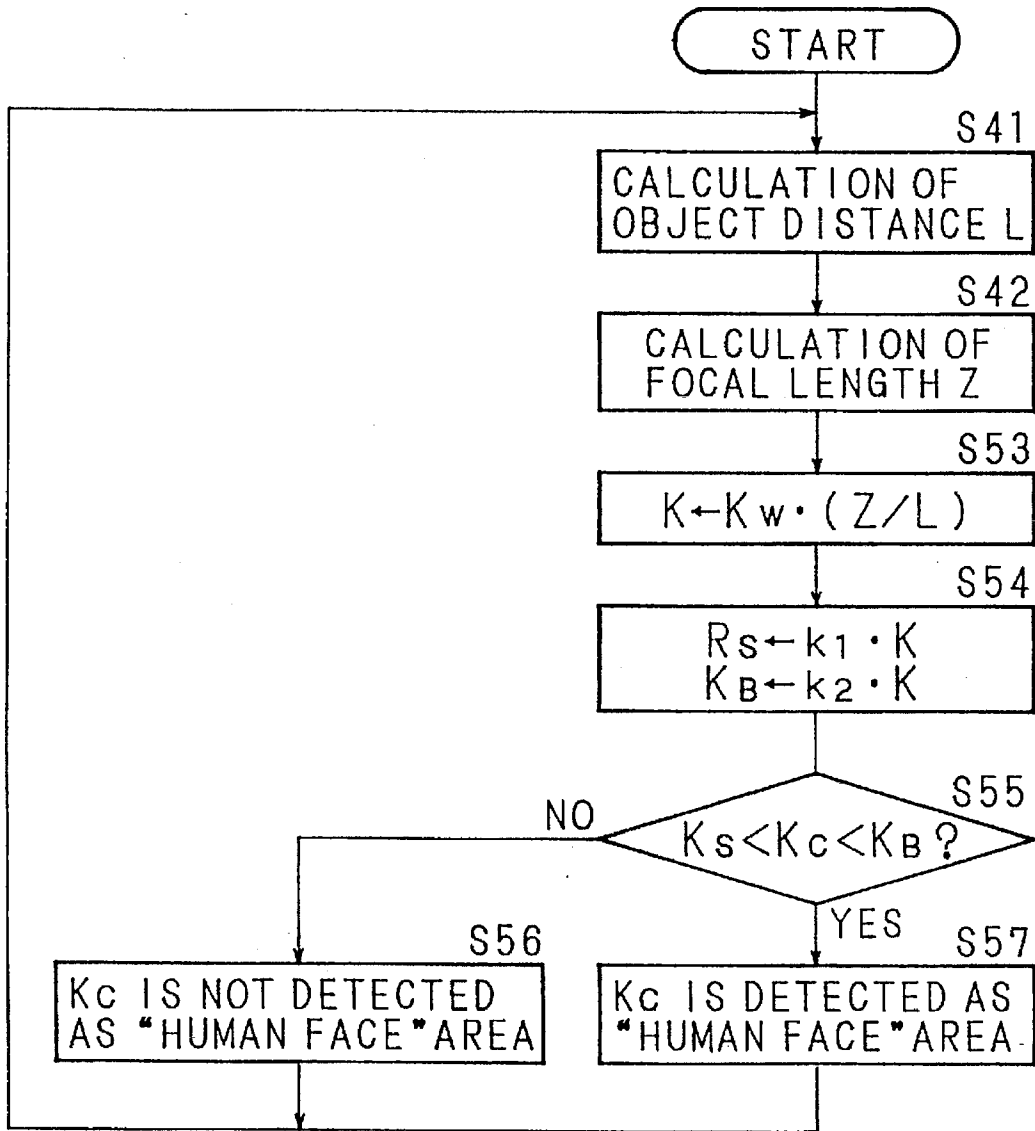 START
S41
CALCULATION OF
OBJECT DISTANCE L
S42
CALCULATION OF
FOCAL LENGTH Z
S53
K←Kw·(Z/L)
S54
Rs←k1·K
KB←k2·K
S55
NO
Ks<Kc<KB?
YES
S56
Kc IS NOT DETECTED
AS "HUMAN FACE" AREA
S57
Kc IS DETECTED AS
"HUMAN FACE" AREA